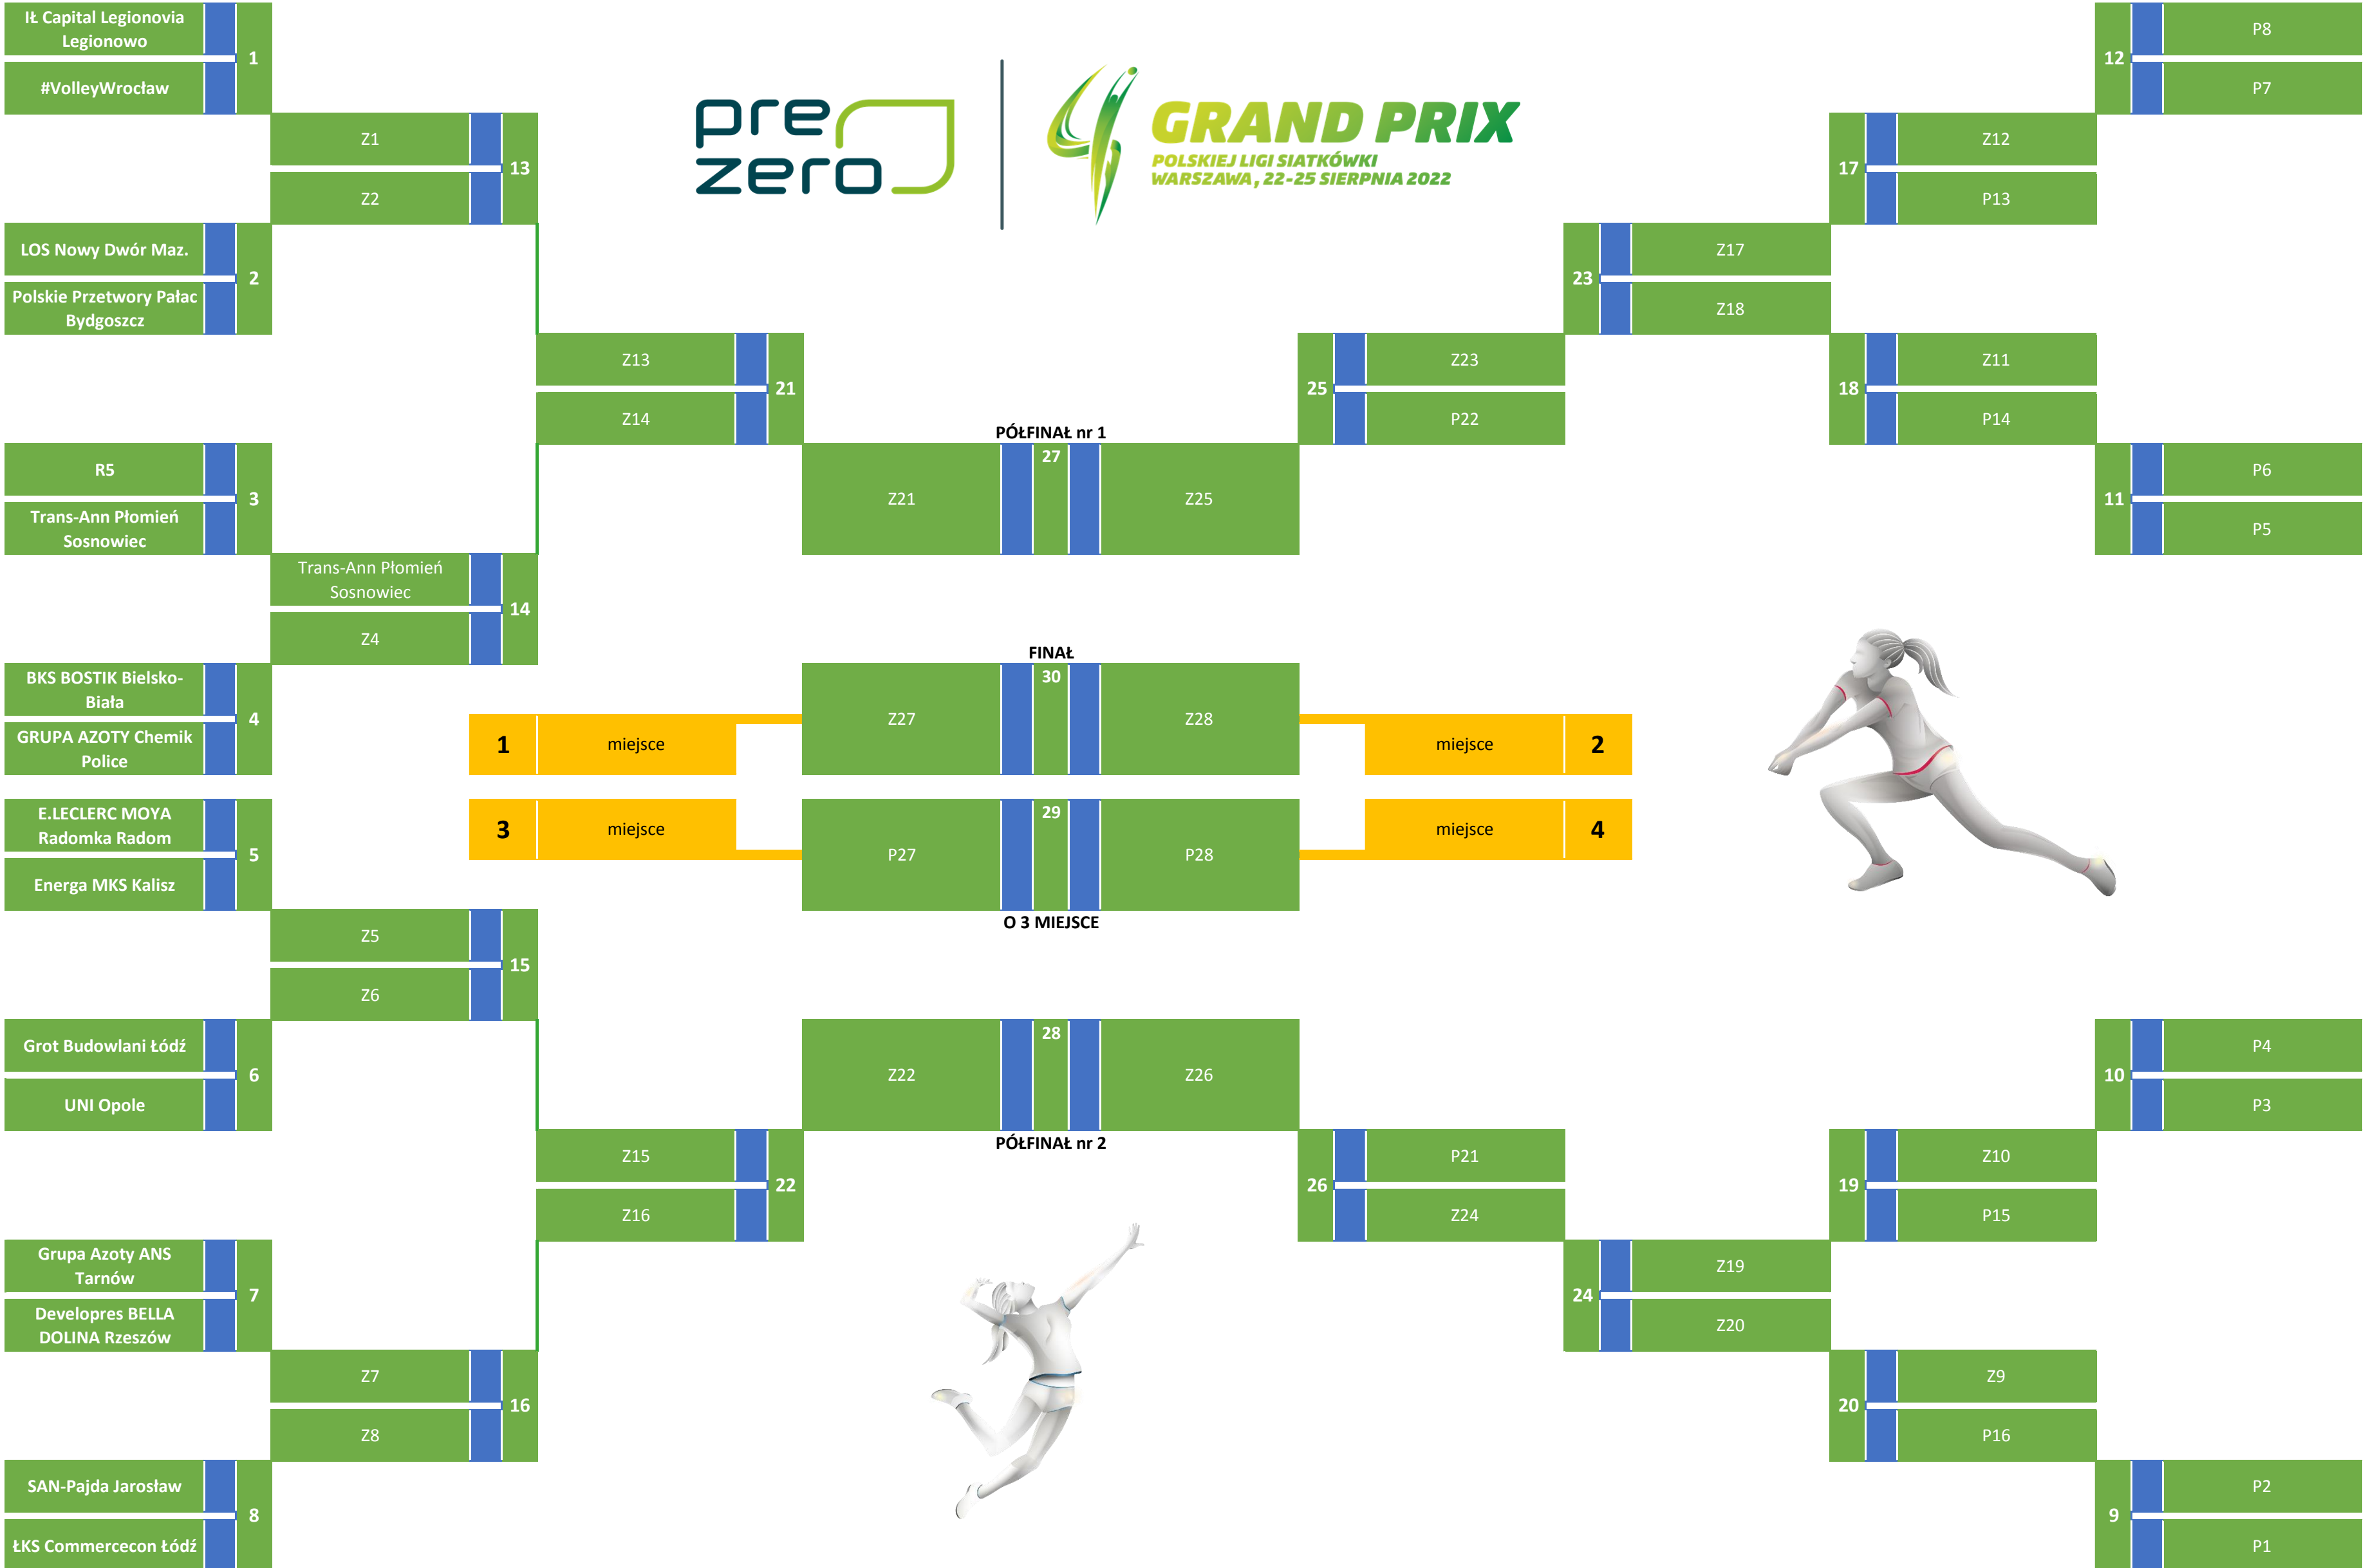 IŁ Capital Legionovia
Legionowo
1
#VolleyWrocław
Z1
13
Z2
LOS Nowy Dwór Maz.
2
Polskie Przetwory Pałac
Bydgoszcz
R5
3
Trans-Ann Płomień
Sosnowiec
Trans-Ann Płomień
Sosnowiec
14
Z4
BKS BOSTIK Bielsko-
Biała
4
GRUPA AZOTY Chemik
Police
E.LECLERC MOYA
Radomka Radom
5
Energa MKS Kalisz
Z5
15
Z6
Grot Budowlani Łódź
6
UNI Opole
Grupa Azoty ANS
Tarnów
7
Developres BELLA
DOLINA Rzeszów
Z7
16
Z8
SAN-Pajda Jarosław
8
ŁKS Commercecon Łódź
Z13
21
Z14
Z15
22
Z16
pre
zero
GRAND PRIX
POLSKIEJ LIGI SIATKÓWKI
WARSZAWA, 22-25 SIERPNIA 2022
PÓŁFINAŁ nr 1
27
Z21
Z25
FINAŁ
30
Z27
Z28
1
miejsce
miejsce
2
3
miejsce
miejsce
4
29
P27
P28
O 3 MIEJSCE
28
Z22
Z26
PÓŁFINAŁ nr 2
25
Z23
P22
23
Z17
Z18
17
Z12
P13
12
P8
P7
18
Z11
P14
11
P6
P5
26
P21
Z24
24
Z19
Z20
10
P4
P3
19
Z10
P15
20
Z9
P16
9
P2
P1